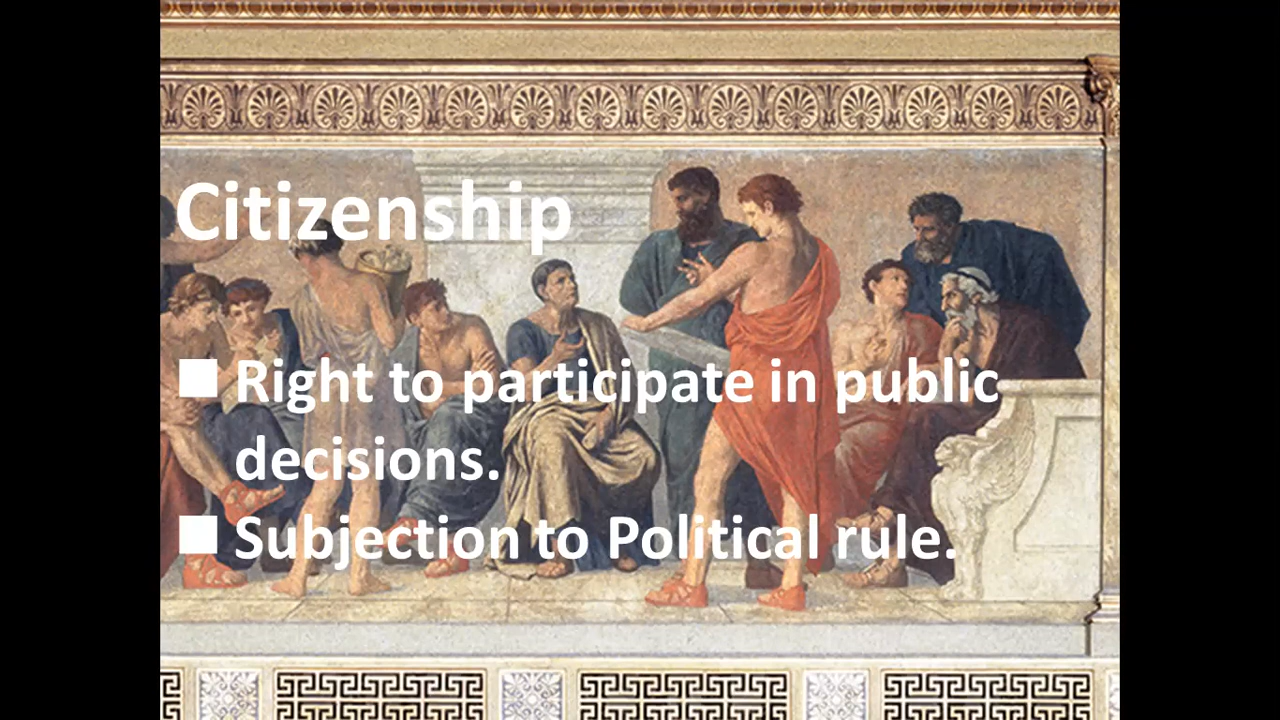 Citizenship
■ Right to participate in public
decisions.
■ Subjection to Political rule.